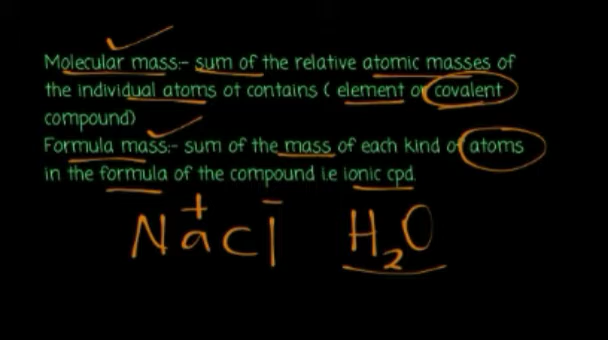 Molecular mass:- sum of the relative atomic masses of
the individual atoms ot contains ( element or covalent
compound)
Formula mass:- sum of the mass of each kind of atoms
in the formula of the compound i.e ionic cpd.
Na⁺Cl⁻ H₂O